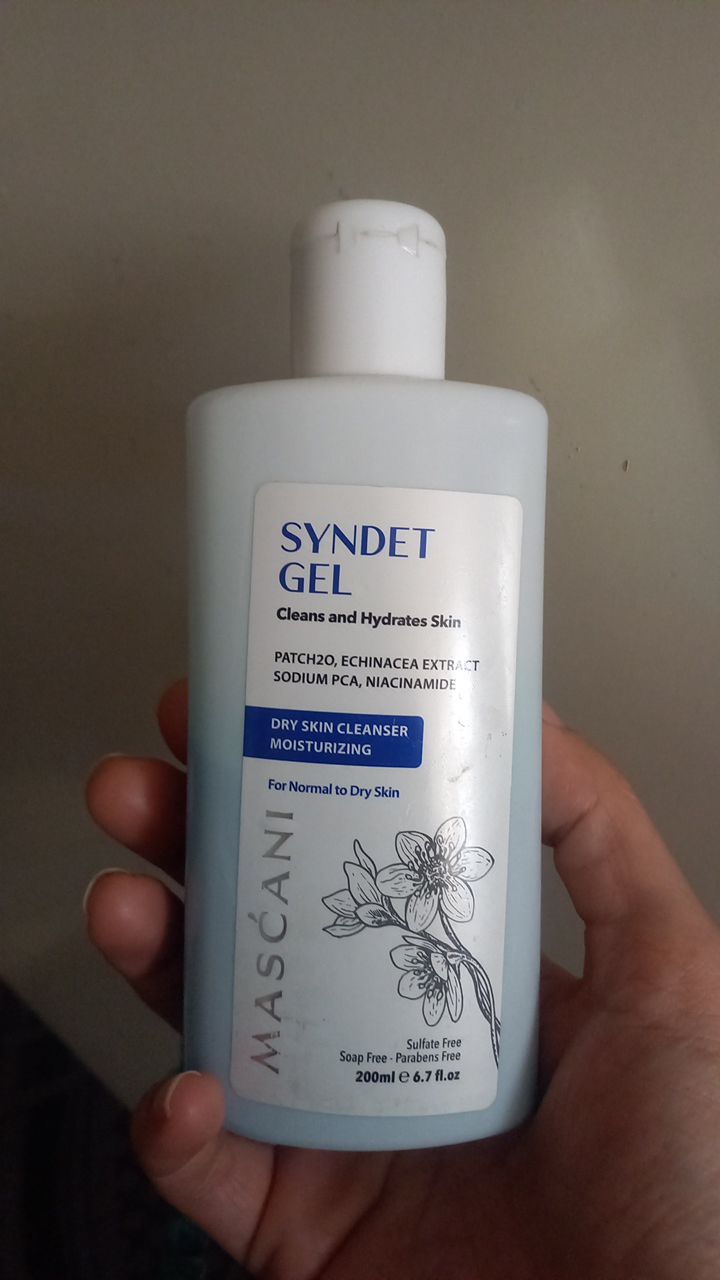 SYNDET
GEL
Cleans and Hydrates Skin
PATCH2O, ECHINACEA EXTRACT
SODIUM PCA, NIACINAMIDE
DRY SKIN CLEANSER
MOISTURIZING
For Normal to Dry Skin
MASĆANI
Sulfate Free
Soap Free - Parabens Free
200ml ℮ 6.7 fl.oz